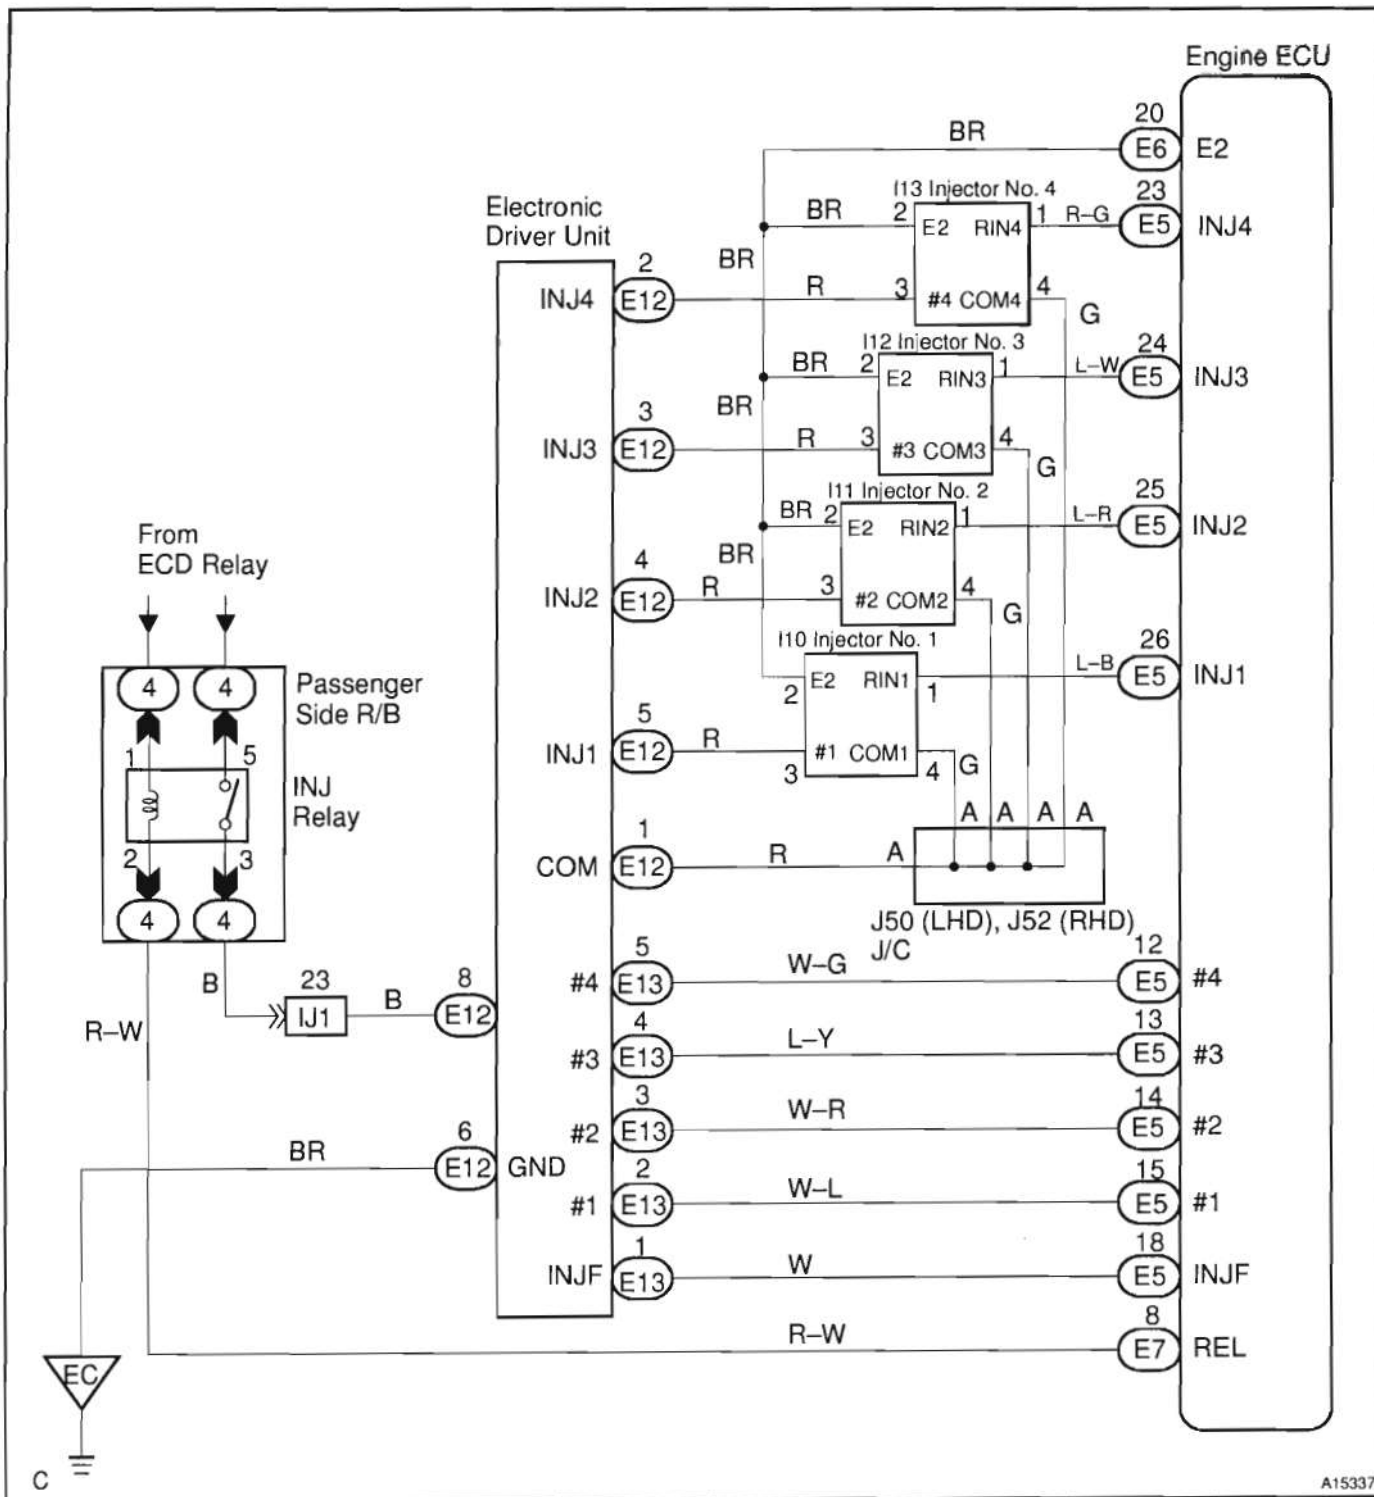 Engine ECU
20
BR
E6 E2
I13 Injector No. 4
23
Electronic
Driver Unit
BR 2 E2 RIN4 1 R–G E5 INJ4
BR
2
INJ4 E12 R 3 #4 COM4 4
G
I12 Injector No. 3
24
BR 2 E2 RIN3 1 L–W E5 INJ3
BR
3
INJ3 E12 R 3 #3 COM3 4
G
I11 Injector No. 2
25
BR 2 E2 RIN2 1 L–R E5 INJ2
From
ECD Relay
BR
4
INJ2 E12 R 3 #2 COM2 4
G
I10 Injector No. 1
26
4 4
Passenger
Side R/B
2 E2 RIN1 1 L–B E5 INJ1
5
INJ1 E12 R 3 #1 COM1 4
G
1 5
INJ
Relay
A A A A
2 3
1
COM E12 R A
4 4
J50 (LHD), J52 (RHD)
J/C
5 12
#4 E13 W–G E5 #4
B 23 B 8
IJ1 E12
R–W
4 13
#3 E13 L–Y E5 #3
3 14
#2 E13 W–R E5 #2
BR 6
E12 GND
2 15
#1 E13 W–L E5 #1
1 18
INJF E13 W E5 INJF
8
R–W E7 REL
EC
C
A15337